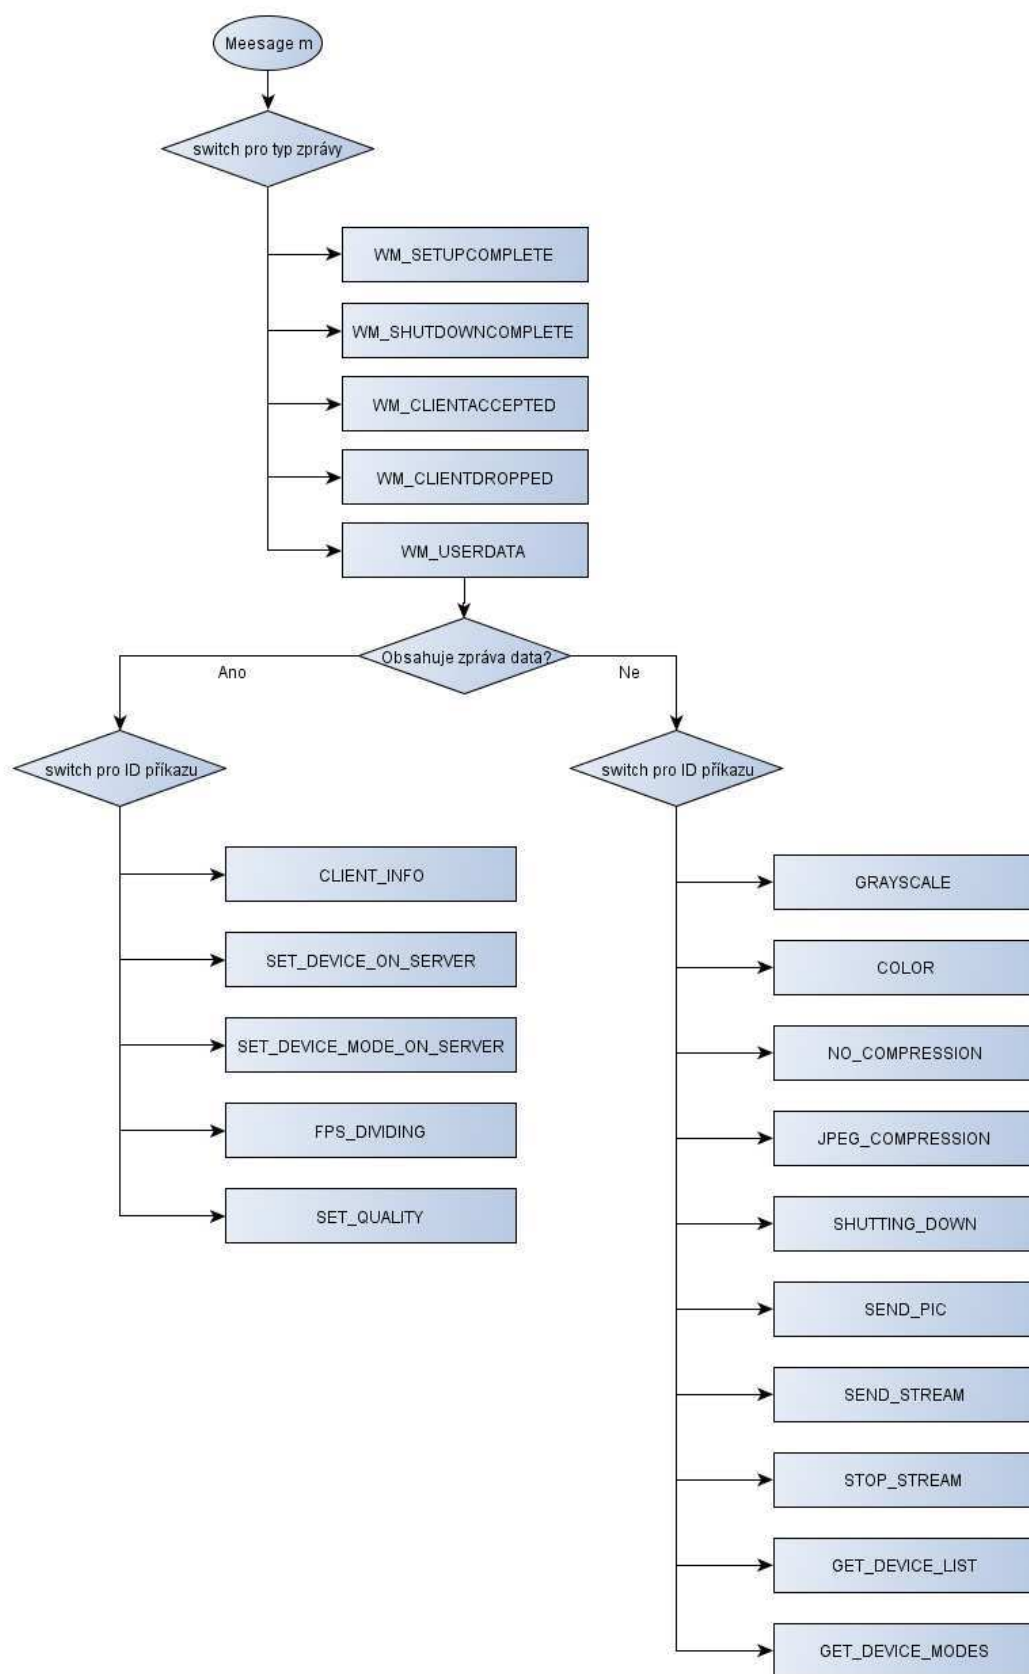 Meesage m
switch pro typ zprávy
WM_SETUPCOMPLETE
WM_SHUTDOWNCOMPLETE
WM_CLIENTACCEPTED
WM_CLIENTDROPPED
WM_USERDATA
Obsahuje zpráva data?
Ano
Ne
switch pro ID příkazu
switch pro ID příkazu
CLIENT_INFO
SET_DEVICE_ON_SERVER
SET_DEVICE_MODE_ON_SERVER
FPS_DIVIDING
SET_QUALITY
GRAYSCALE
COLOR
NO_COMPRESSION
JPEG_COMPRESSION
SHUTTING_DOWN
SEND_PIC
SEND_STREAM
STOP_STREAM
GET_DEVICE_LIST
GET_DEVICE_MODES